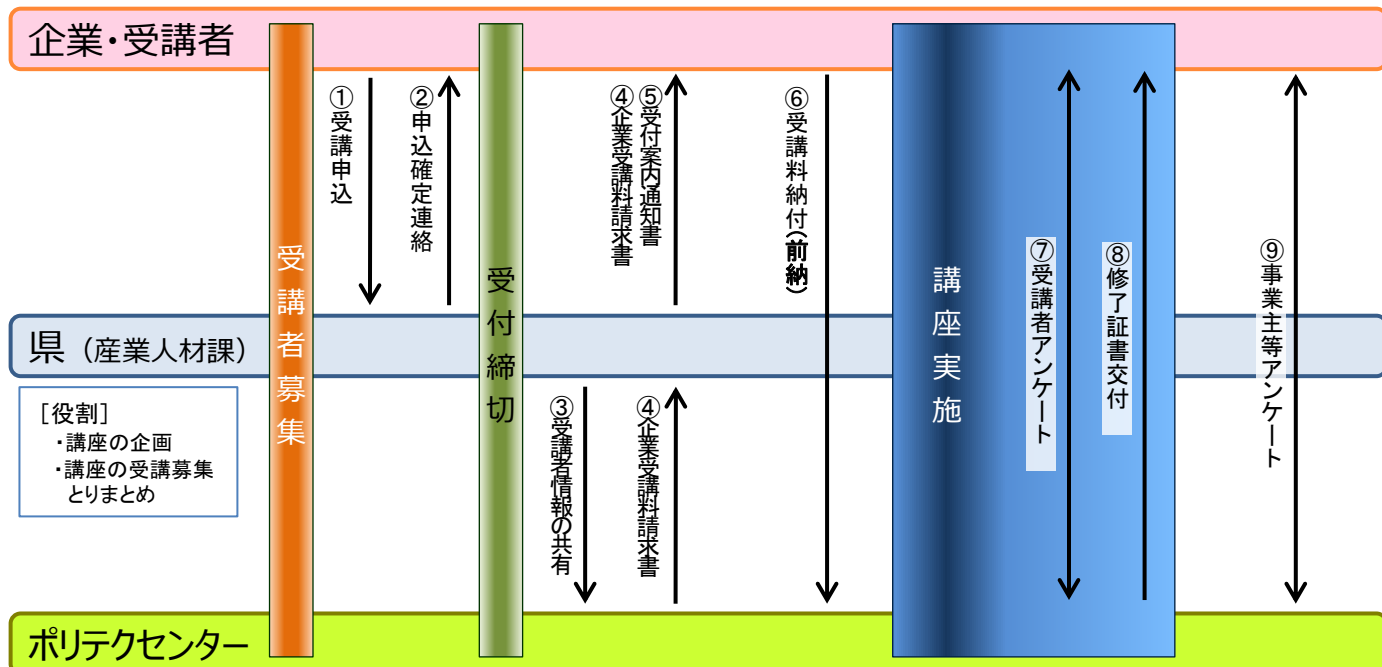 企業・受講者
受講者募集
①受講申込
②申込確定連絡
受付締切
⑤受付案内通知書
④企業受講料請求書
⑥受講料納付(前納)
講座実施
⑦受講者アンケート
⑧修了証書交付
⑨事業主等アンケート
県（産業人材課）
［役割］
・講座の企画
・講座の受講募集
とりまとめ
③受講者情報の共有
④企業受講料請求書
ポリテクセンター